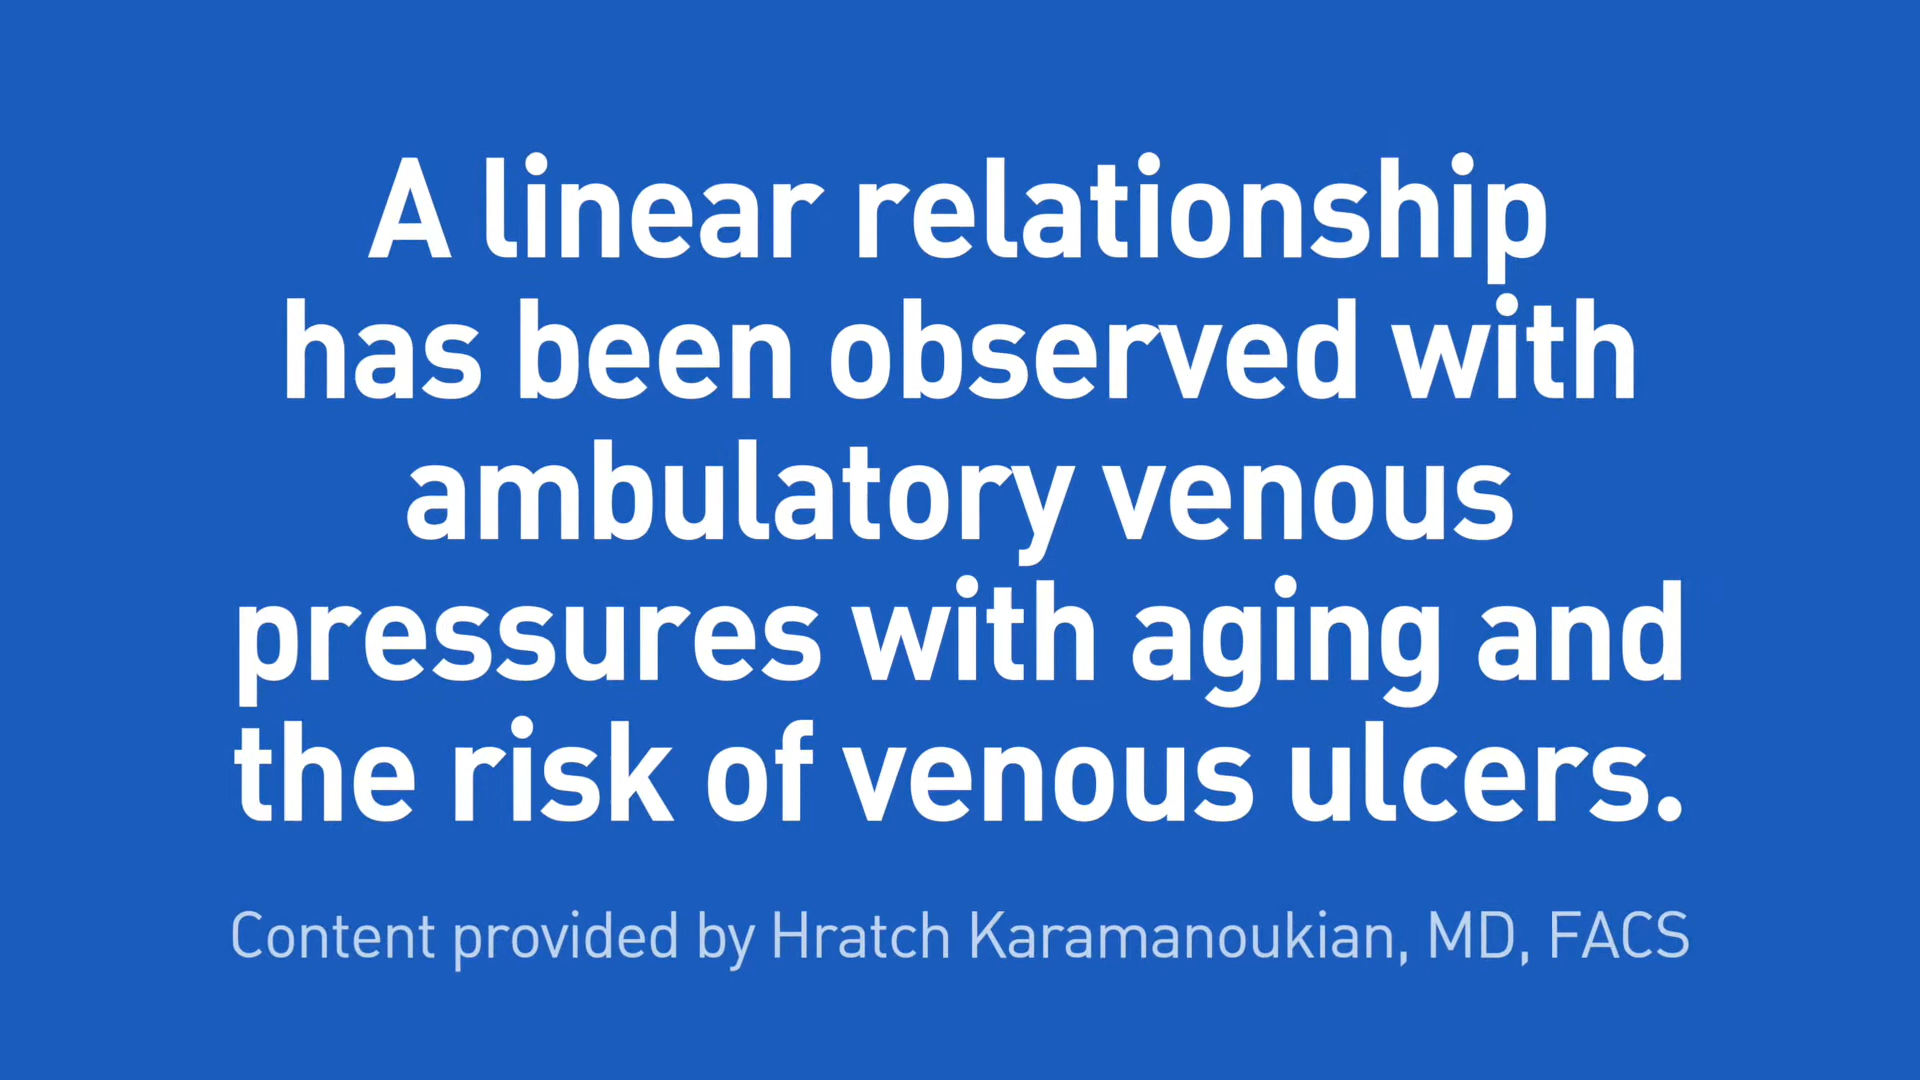 A linear relationship
has been observed with
ambulatory venous
pressures with aging and
the risk of venous ulcers.
Content provided by Hratch Karamanoukian, MD, FACS